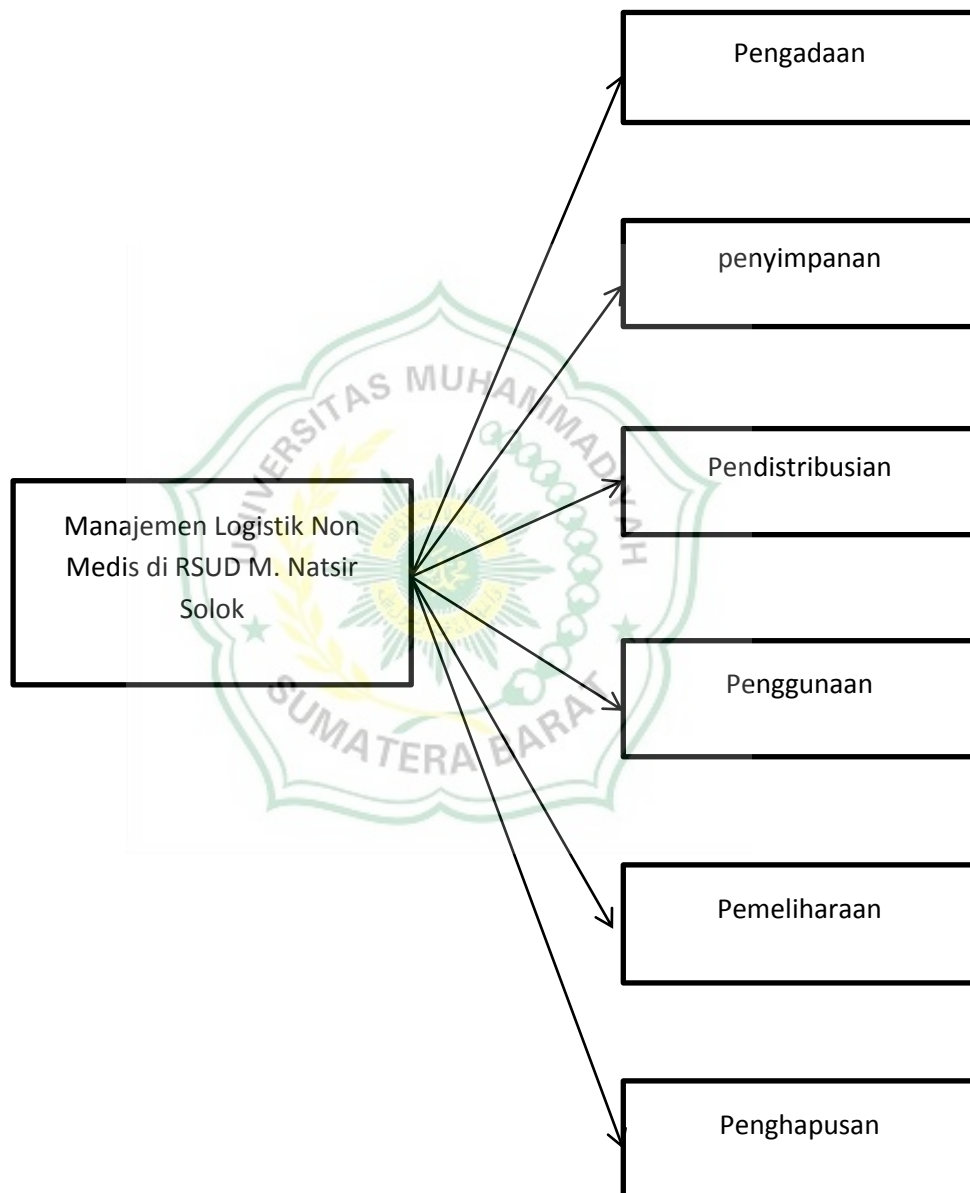 Pengadaan
penyimpanan
Pendistribusian
Manajemen Logistik Non
Medis di RSUD M. Natsir
Solok
Penggunaan
Pemeliharaan
Penghapusan
UNIVERSITAS MUHAMMADIYAH
SUMATERA BARAT